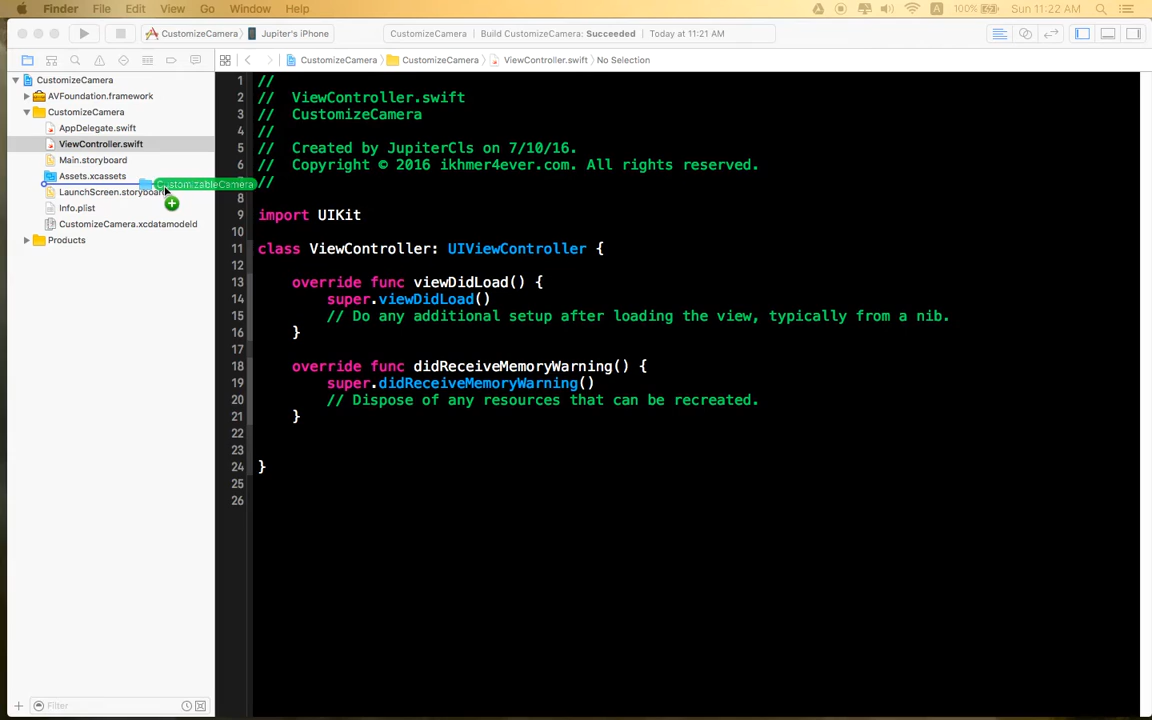 Finder File Edit View Go Window Help 100% Sun 11:22 AM
CustomizeCamera Jupiter's iPhone CustomizeCamera Build CustomizeCamera: Succeeded Today at 11:21 AM
CustomizeCamera CustomizeCamera ViewController.swift No Selection
CustomizeCamera
AVFoundation.framework
CustomizeCamera
AppDelegate.swift
ViewController.swift
Main.storyboard
Assets.xcassets
CustomizableCamera
LaunchScreen.storyboard
Info.plist
CustomizeCamera.xcdatamodeld
Products
Filter
1 //
2 // ViewController.swift
3 // CustomizeCamera
4 //
5 // Created by JupiterCls on 7/10/16.
6 // Copyright © 2016 ikhmer4ever.com. All rights reserved.
//
8
9 import UIKit
10
11 class ViewController: UIViewController {
12
13 override func viewDidLoad() {
14 super.viewDidLoad()
15 // Do any additional setup after loading the view, typically from a nib.
16 }
17
18 override func didReceiveMemoryWarning() {
19 super.didReceiveMemoryWarning()
20 // Dispose of any resources that can be recreated.
21 }
22
23
24 }
25
26